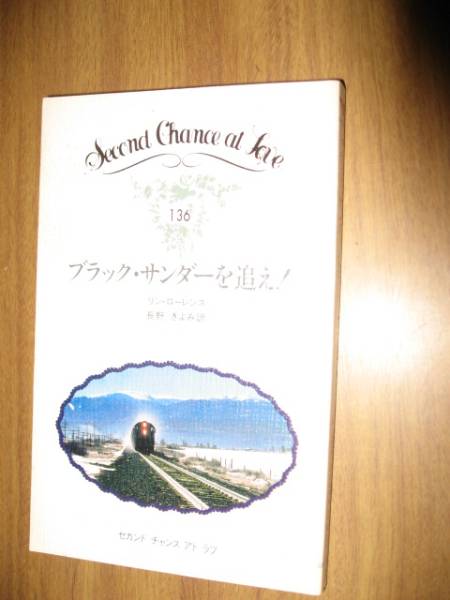 Second Chance at Love
136
ブラック・サンダーを追え!
リン・ローレンス
長野 きよみ 訳
セカンド チャンス アト ラブ